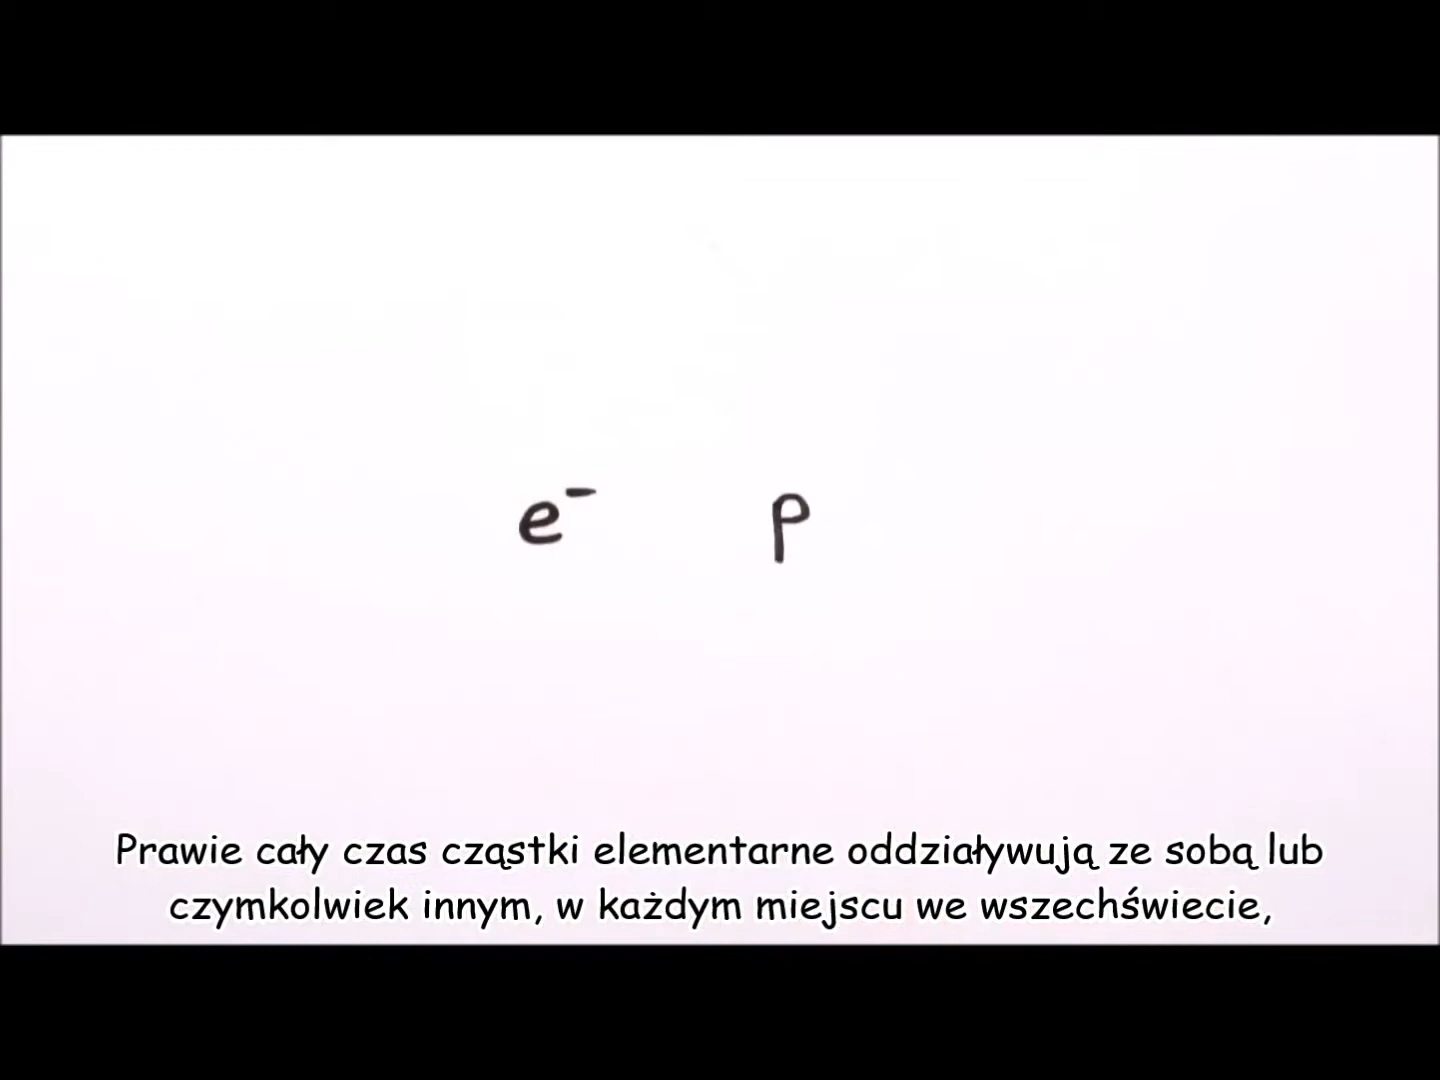 e⁻ p
Prawie cały czas cząstki elementarne oddziaływują ze sobą lub
czymkolwiek innym, w każdym miejscu we wszechświecie,